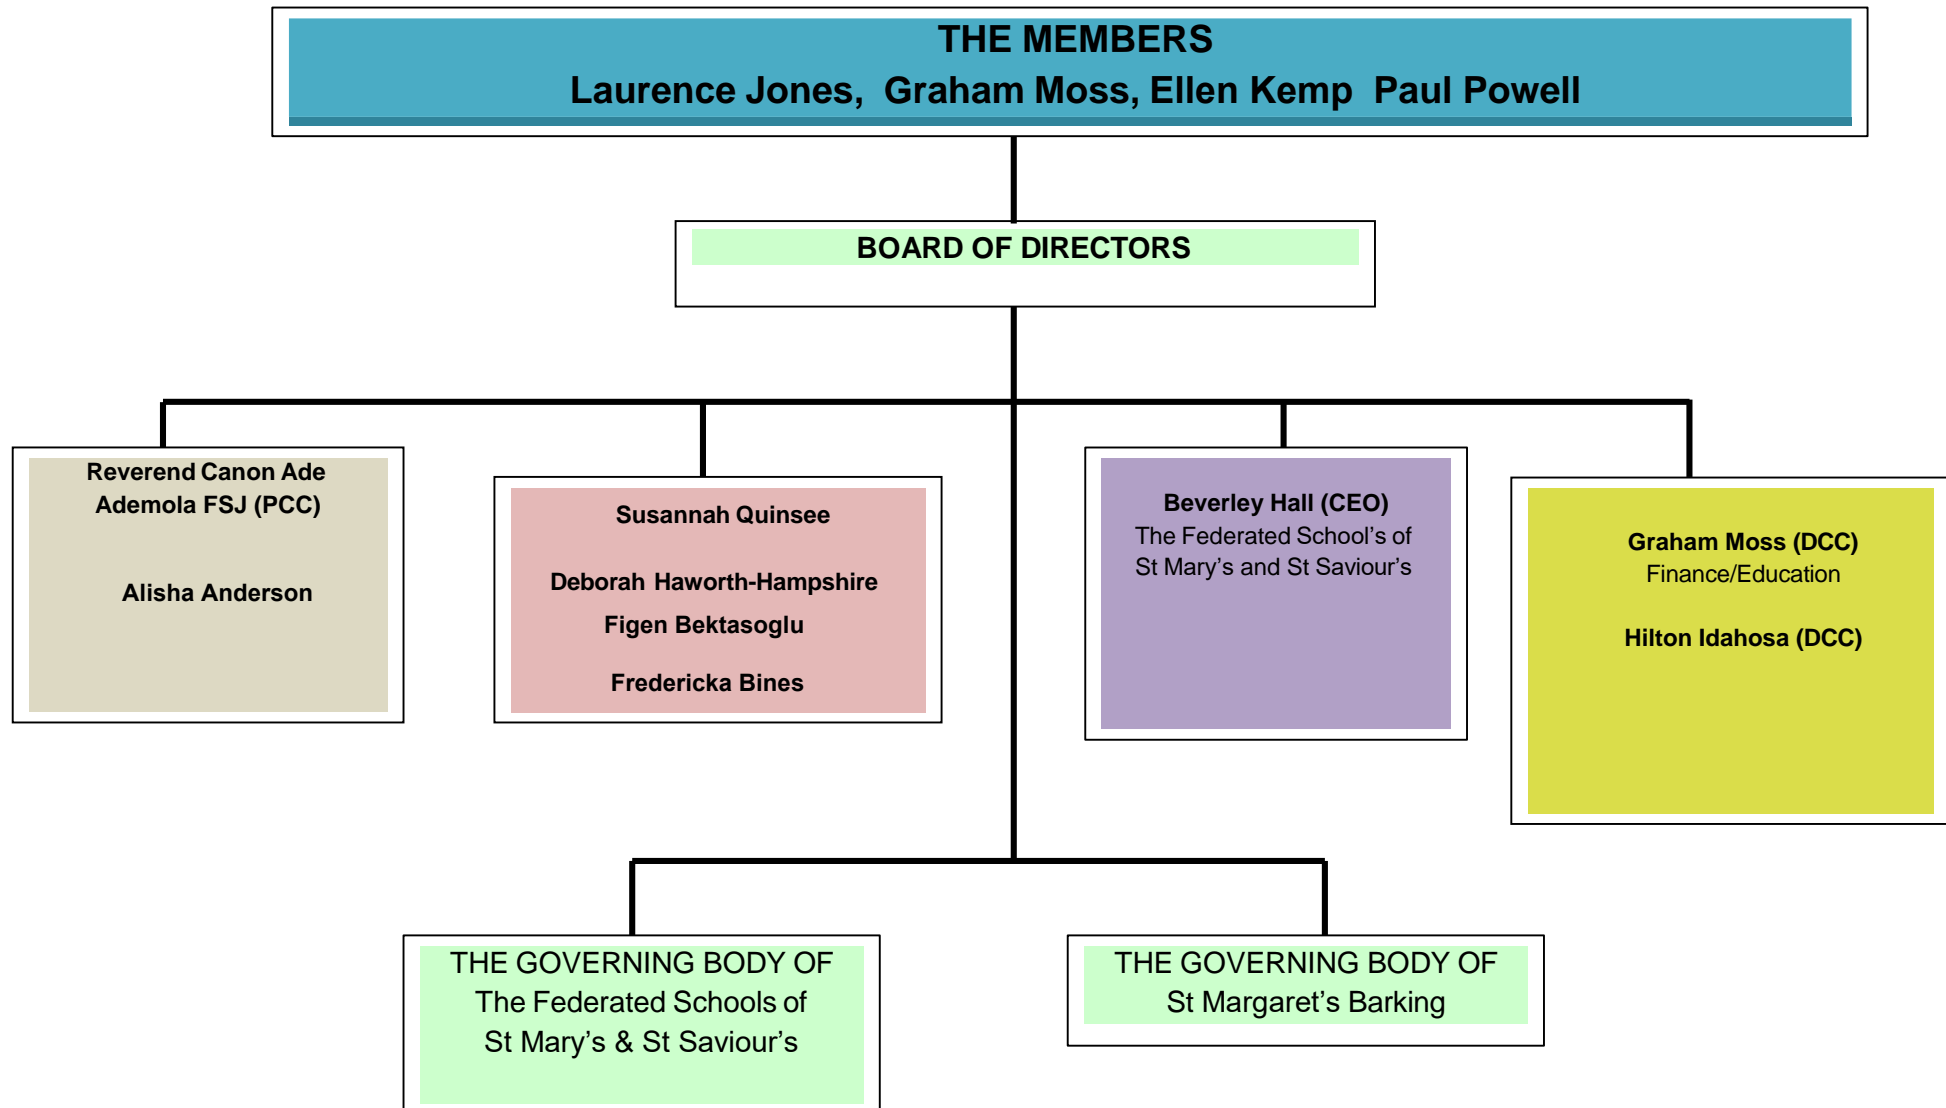 THE MEMBERS
Laurence Jones, Graham Moss, Ellen Kemp Paul Powell
BOARD OF DIRECTORS
Reverend Canon Ade
Ademola FSJ (PCC)
Alisha Anderson
Susannah Quinsee
Deborah Haworth-Hampshire
Figen Bektasoglu
Fredericka Bines
Beverley Hall (CEO)
The Federated School’s of
St Mary’s and St Saviour’s
Graham Moss (DCC)
Finance/Education
Hilton Idahosa (DCC)
THE GOVERNING BODY OF
The Federated Schools of
St Mary’s & St Saviour’s
THE GOVERNING BODY OF
St Margaret’s Barking